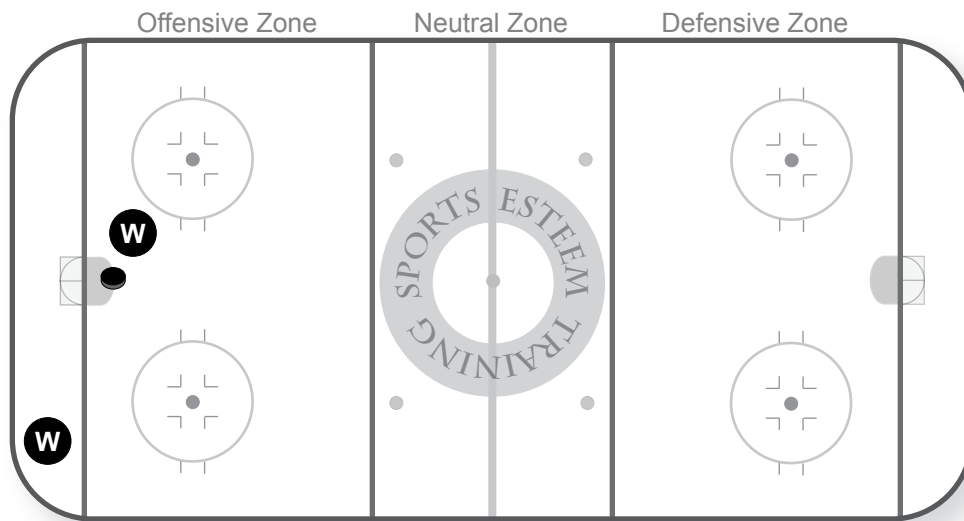 Offensive Zone Neutral Zone Defensive Zone
SPORTS ESTEEM TRAINING
W
W